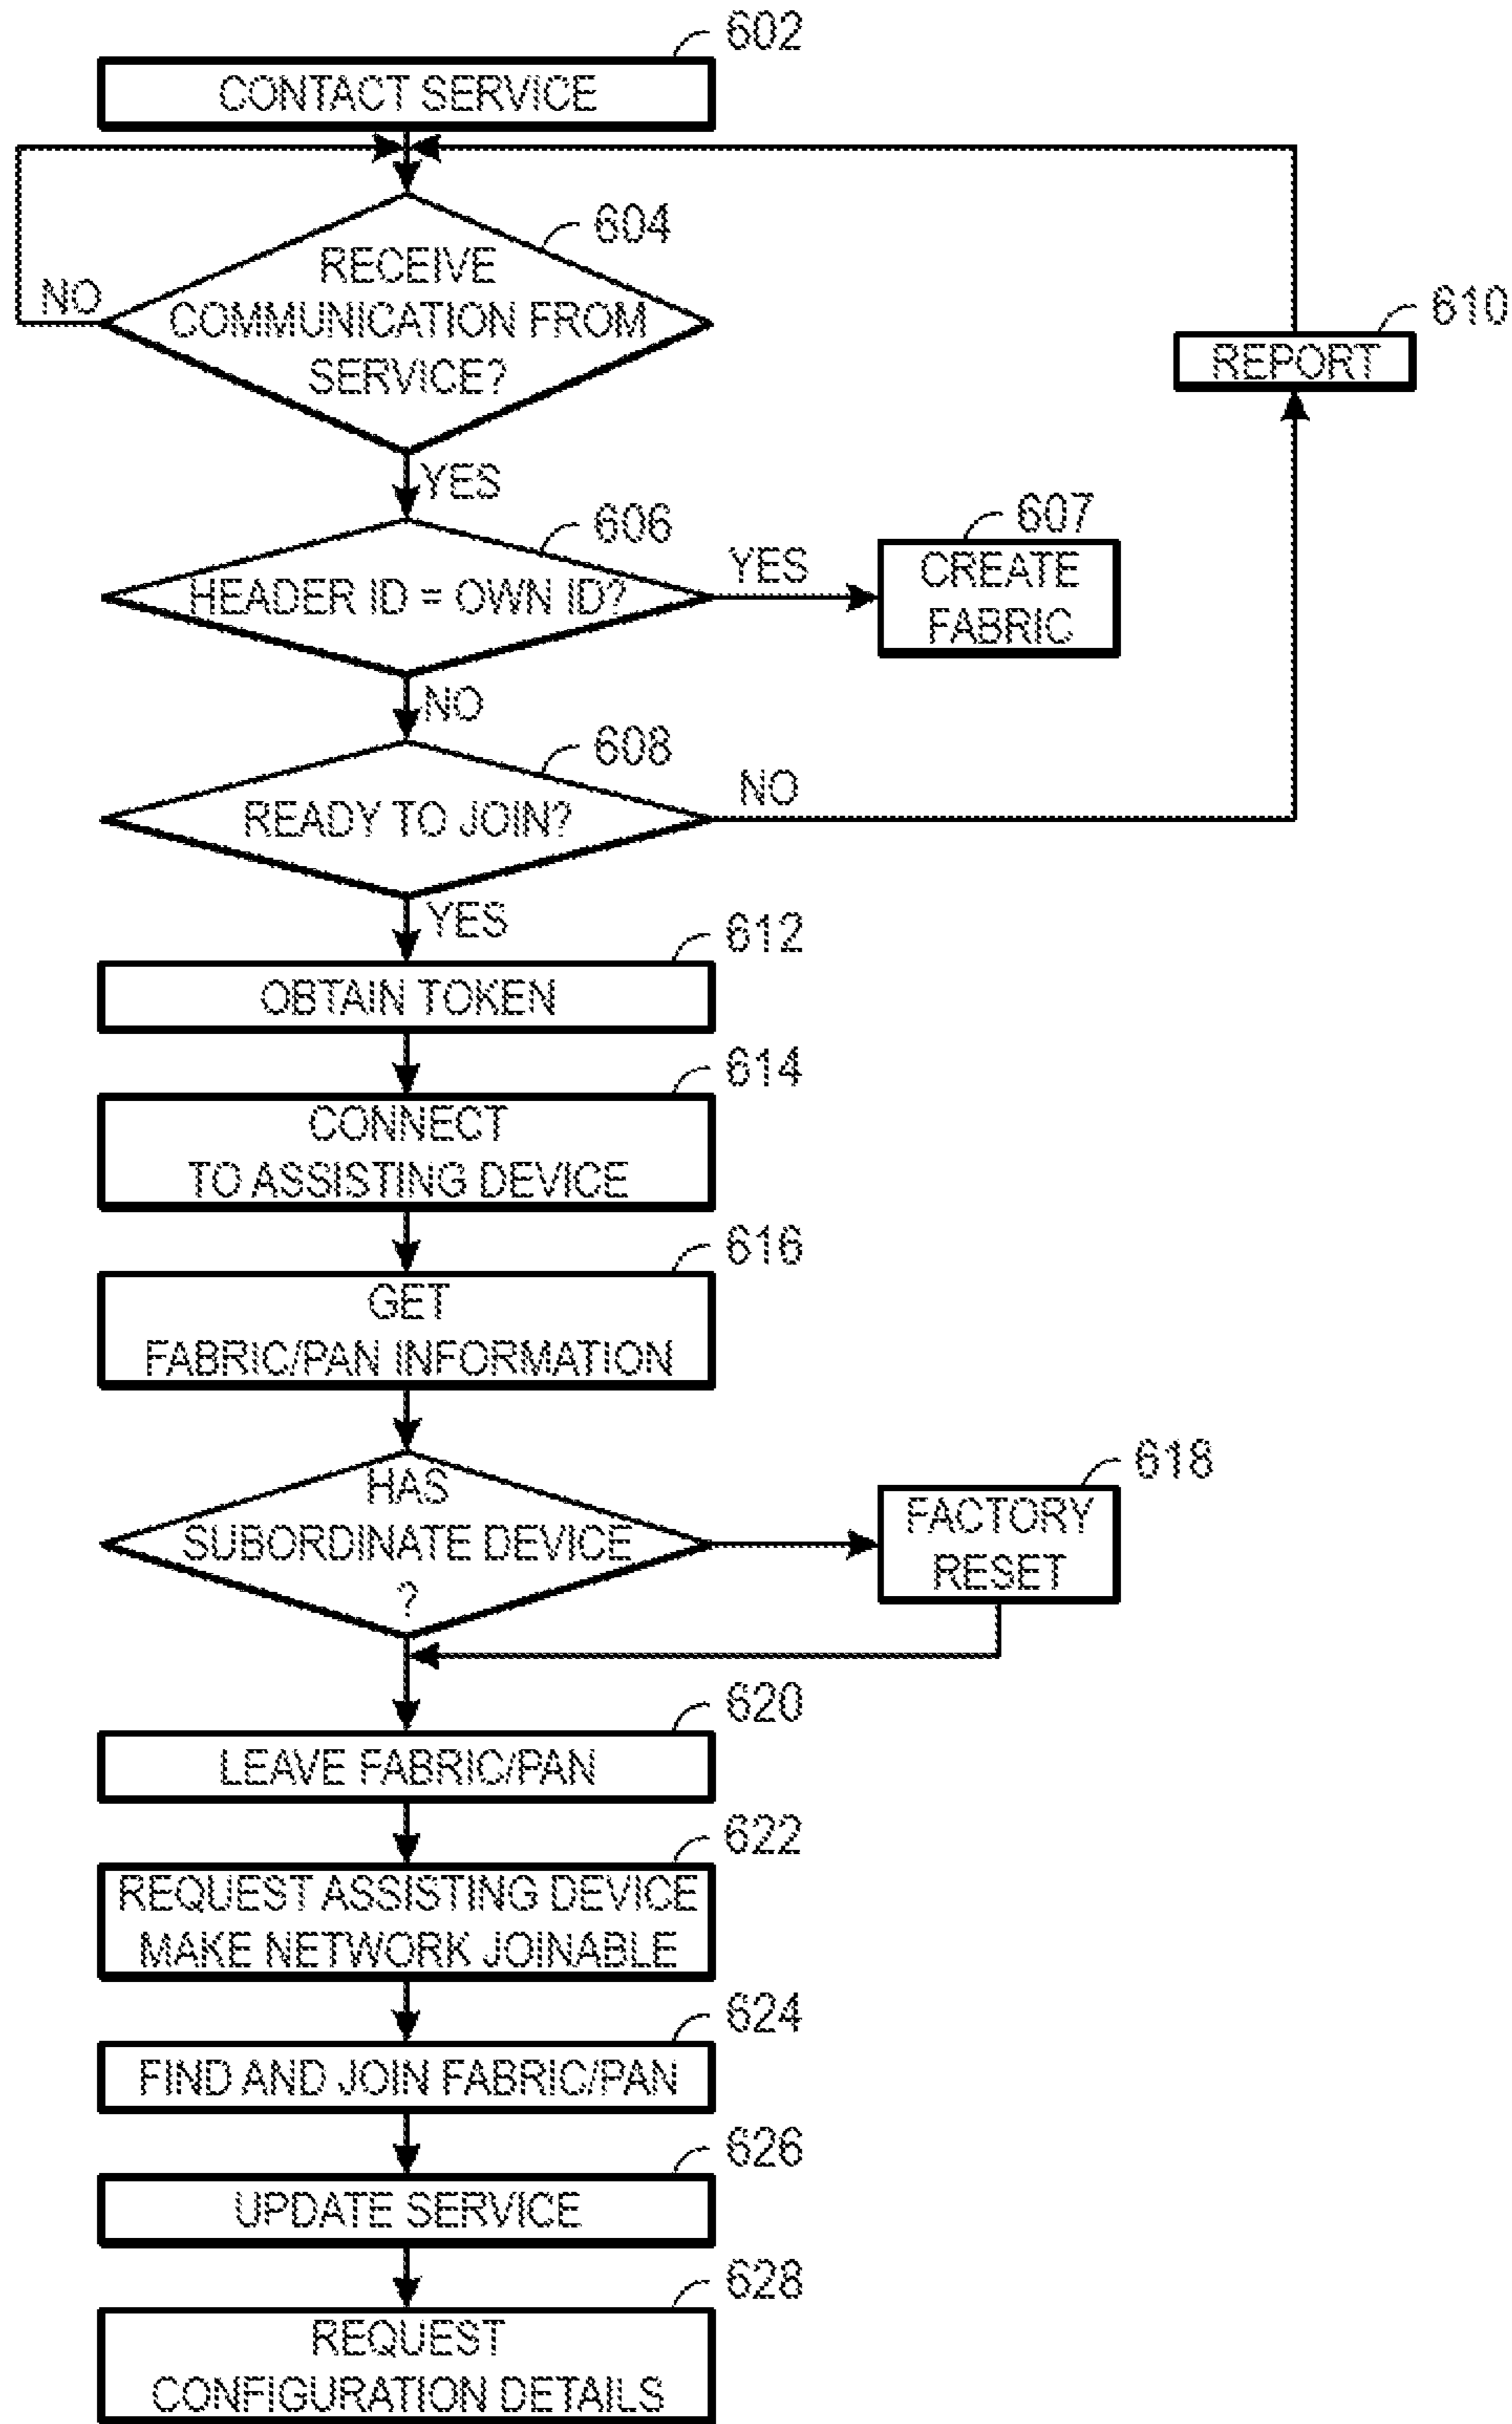 602
CONTACT SERVICE
604
RECEIVE
COMMUNICATION FROM
SERVICE?
NO
610
REPORT
YES
606
HEADER ID = OWN ID?
YES
607
CREATE
FABRIC
NO
608
READY TO JOIN?
NO
YES
612
OBTAIN TOKEN
614
CONNECT
TO ASSISTING DEVICE
616
GET
FABRIC/PAN INFORMATION
HAS
SUBORDINATE DEVICE
?
618
FACTORY
RESET
620
LEAVE FABRIC/PAN
622
REQUEST ASSISTING DEVICE
MAKE NETWORK JOINABLE
624
FIND AND JOIN FABRIC/PAN
626
UPDATE SERVICE
628
REQUEST
CONFIGURATION DETAILS